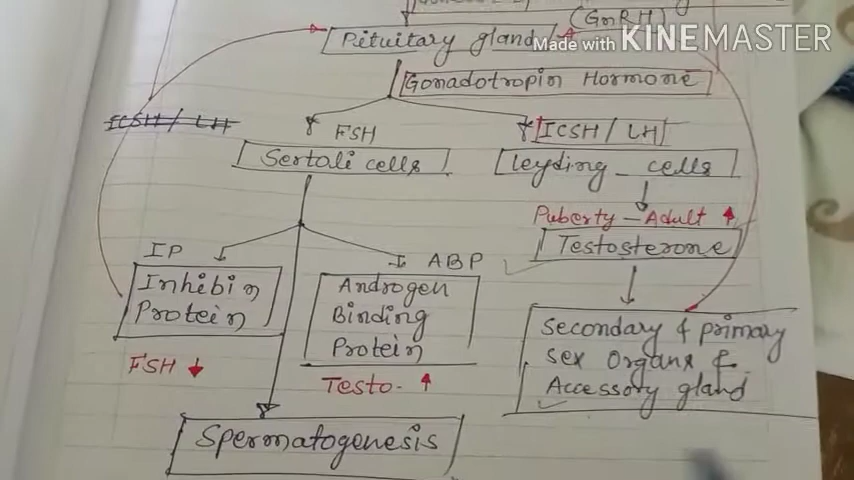 (GnRH)
Pituitary gland
Made with KINEMASTER
Gonadotropin Hormone
ICSH / LH
FSH
ICSH / LH
Sertali cells
Leyding _ cells
Puberty - Adult ↑
Testosterone
IP
ABP
Inhibin
Protein
Androgen
Binding
Protein
FSH ↓
Testo. ↑
Secondary & primary
sex organs &
Accessory gland
Spermatogenesis